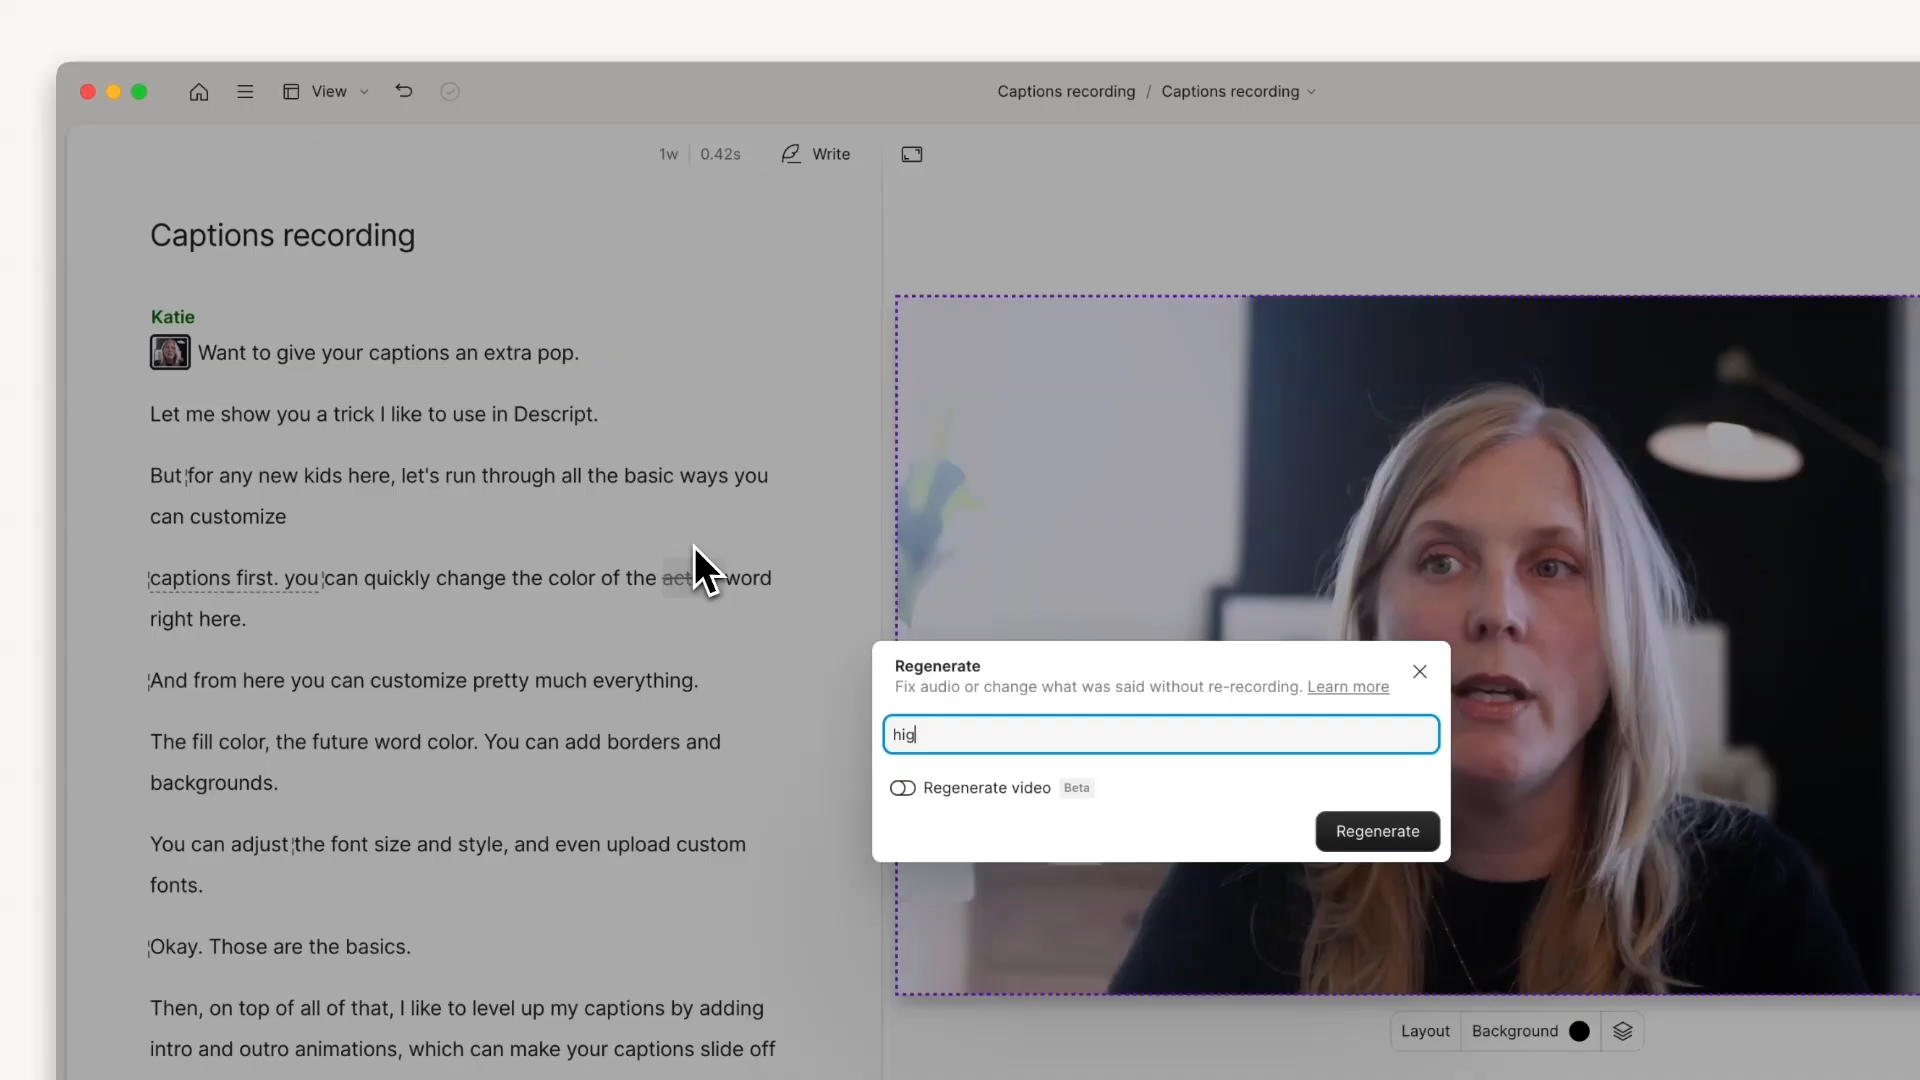 View
Captions recording / Captions recording
1w 0.42s Write
Captions recording
Katie
Want to give your captions an extra pop.
Let me show you a trick I like to use in Descript.
But for any new kids here, let's run through all the basic ways you
can customize
captions first. you can quickly change the color of the word
right here.
And from here you can customize pretty much everything.
The fill color, the future word color. You can add borders and
backgrounds.
You can adjust the font size and style, and even upload custom
fonts.
Okay. Those are the basics.
Then, on top of all of that, I like to level up my captions by adding
intro and outro animations, which can make your captions slide off
Regenerate
Fix audio or change what was said without re-recording. Learn more
hig
Regenerate video Beta
Regenerate
Layout Background